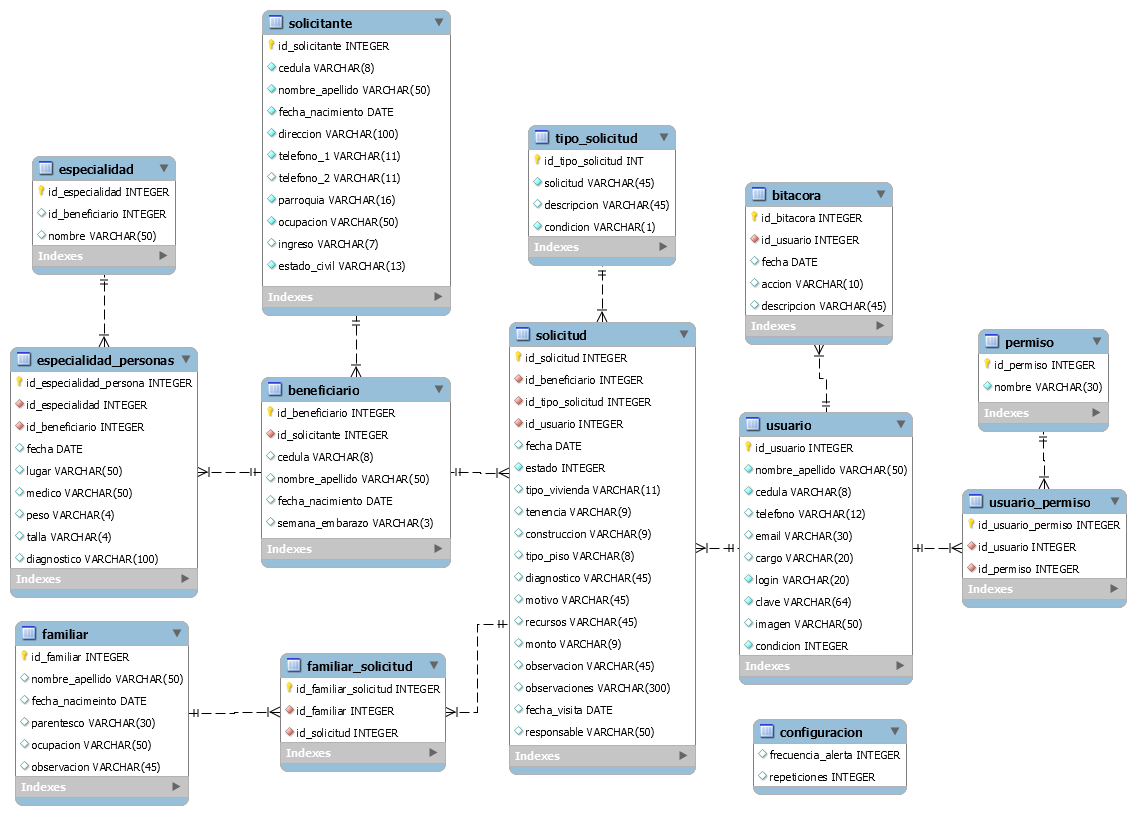 solicitante
id_solicitante INTEGER
cedula VARCHAR(8)
nombre_apellido VARCHAR(50)
fecha_nacimiento DATE
direccion VARCHAR(100)
telefono_1 VARCHAR(11)
telefono_2 VARCHAR(11)
parroquia VARCHAR(16)
ocupacion VARCHAR(50)
ingreso VARCHAR(7)
estado_civil VARCHAR(13)
Indexes
especialidad
id_especialidad INTEGER
id_beneficiario INTEGER
nombre VARCHAR(50)
Indexes
tipo_solicitud
id_tipo_solicitud INT
solicitud VARCHAR(45)
descripcion VARCHAR(45)
condicion VARCHAR(1)
Indexes
bitacora
id_bitacora INTEGER
id_usuario INTEGER
fecha DATE
accion VARCHAR(10)
descripcion VARCHAR(45)
Indexes
permiso
id_permiso INTEGER
nombre VARCHAR(30)
Indexes
especialidad_personas
id_especialidad_persona INTEGER
id_especialidad INTEGER
id_beneficiario INTEGER
fecha DATE
lugar VARCHAR(50)
medico VARCHAR(50)
peso VARCHAR(4)
talla VARCHAR(4)
diagnostico VARCHAR(100)
Indexes
beneficiario
id_beneficiario INTEGER
id_solicitante INTEGER
cedula VARCHAR(8)
nombre_apellido VARCHAR(50)
fecha_nacimiento DATE
semana_embarazo VARCHAR(3)
Indexes
solicitud
id_solicitud INTEGER
id_beneficiario INTEGER
id_tipo_solicitud INTEGER
id_usuario INTEGER
fecha DATE
estado INTEGER
tipo_vivienda VARCHAR(11)
tenencia VARCHAR(9)
construccion VARCHAR(9)
tipo_piso VARCHAR(8)
diagnostico VARCHAR(45)
motivo VARCHAR(45)
recursos VARCHAR(45)
monto VARCHAR(9)
observacion VARCHAR(45)
observaciones VARCHAR(300)
fecha_visita DATE
responsable VARCHAR(50)
Indexes
usuario
id_usuario INTEGER
nombre_apellido VARCHAR(50)
cedula VARCHAR(8)
telefono VARCHAR(12)
email VARCHAR(30)
cargo VARCHAR(20)
login VARCHAR(20)
clave VARCHAR(64)
imagen VARCHAR(50)
condicion INTEGER
Indexes
usuario_permiso
id_usuario_permiso INTEGER
id_usuario INTEGER
id_permiso INTEGER
Indexes
familiar
id_familiar INTEGER
nombre_apellido VARCHAR(50)
fecha_nacimeinto DATE
parentesco VARCHAR(30)
ocupacion VARCHAR(50)
observacion VARCHAR(45)
Indexes
familiar_solicitud
id_familiar_solicitud INTEGER
id_familiar INTEGER
id_solicitud INTEGER
Indexes
configuracion
frecuencia_alerta INTEGER
repeticiones INTEGER